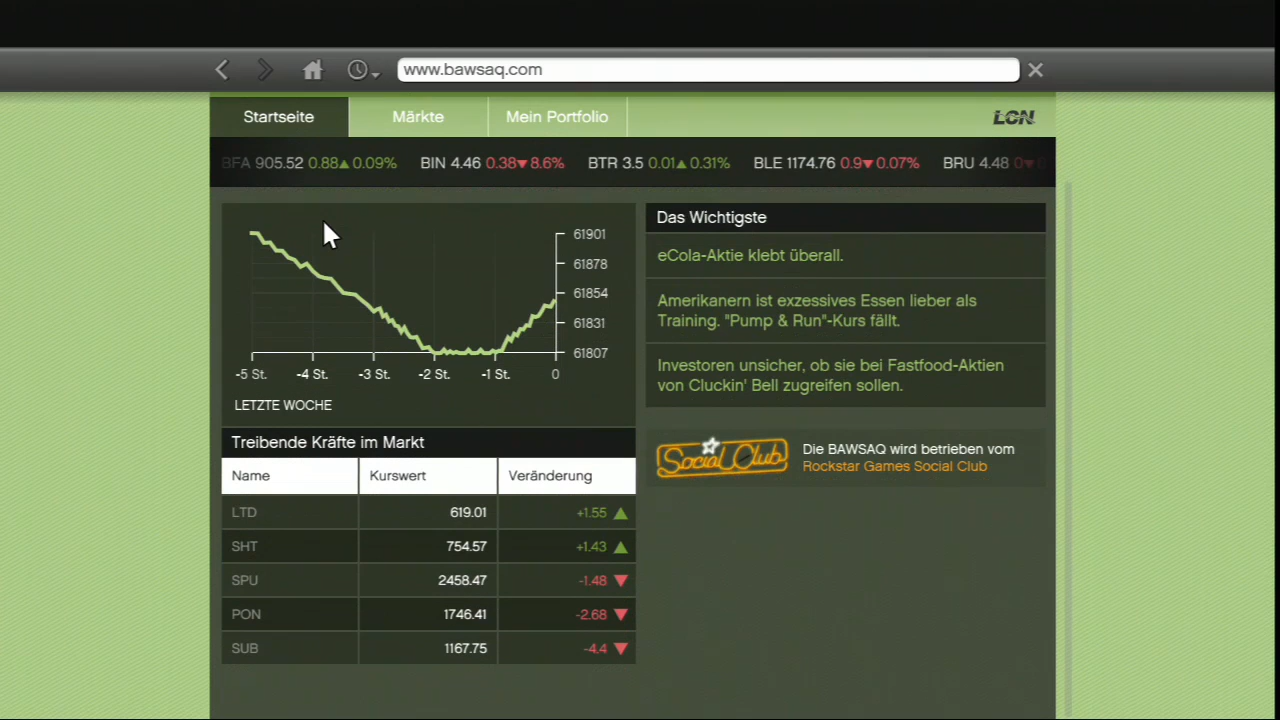 www.bawsaq.com
Startseite Märkte Mein Portfolio LCN
BFA 905.52 0.88▲0.09% BIN 4.46 0.38▼8.6% BTR 3.5 0.01▲0.31% BLE 1174.76 0.9▼0.07% BRU 4.48
61901
61878
61854
61831
61807
-5 St. -4 St. -3 St. -2 St. -1 St. 0
LETZTE WOCHE
Treibende Kräfte im Markt
Name Kurswert Veränderung
LTD 619.01 +1.55 ▲
SHT 754.57 +1.43 ▲
SPU 2458.47 -1.48 ▼
PON 1746.41 -2.68 ▼
SUB 1167.75 -4.4 ▼
Das Wichtigste
eCola-Aktie klebt überall.
Amerikanern ist exzessives Essen lieber als
Training. "Pump & Run"-Kurs fällt.
Investoren unsicher, ob sie bei Fastfood-Aktien
von Cluckin' Bell zugreifen sollen.
Social Club
Die BAWSAQ wird betrieben vom
Rockstar Games Social Club